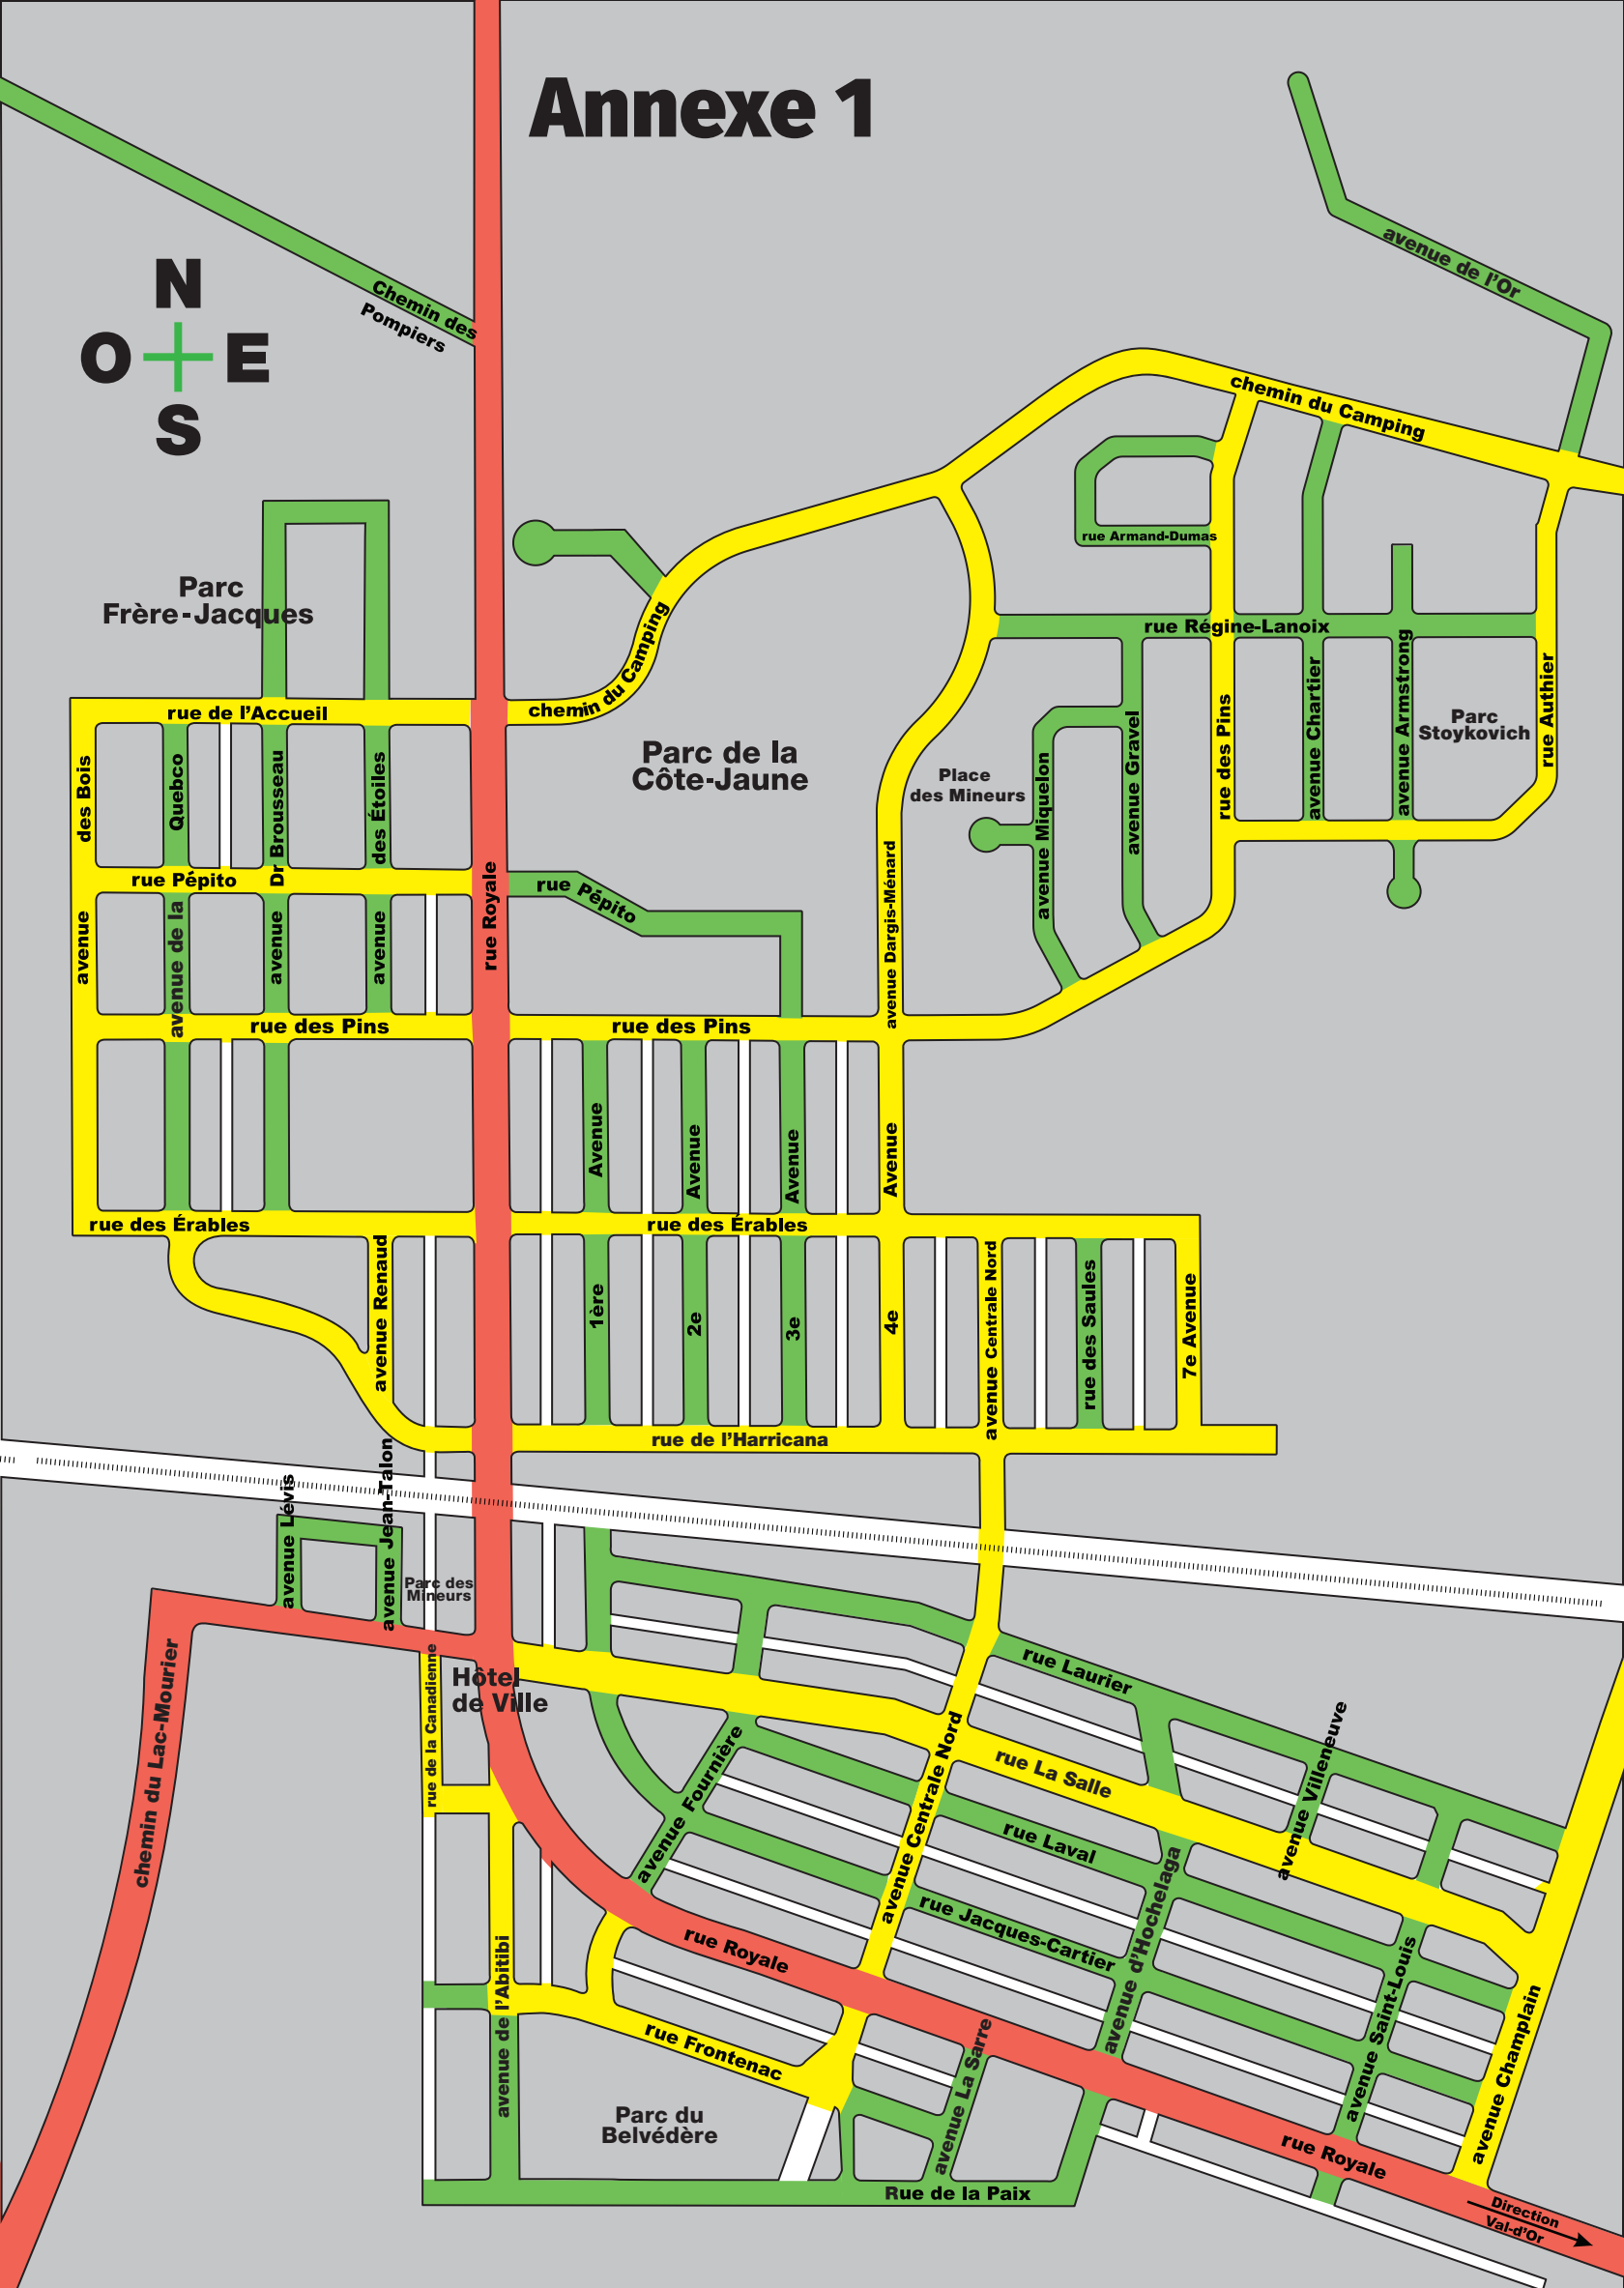 Annexe 1
avenue de l'Or
Chemin des
Pompiers
N
O E
S
chemin du Camping
rue Armand-Dumas
Parc
Frère-Jacques
chemin du Camping
rue Régine-Lanoix
rue de l'Accueil
Parc de la
Côte-Jaune
Place
des Mineurs
Parc
Stoykovich
avenue des Bois
avenue de la Quebco
avenue Dr Brousseau
avenue des Étoiles
rue Royale
avenue Dargis-Ménard
avenue Miquelon
avenue Gravel
rue des Pins
avenue Chartier
avenue Armstrong
rue Authier
rue Pépito
rue Pépito
rue des Pins
rue des Pins
1ère Avenue
2e Avenue
3e Avenue
4e Avenue
rue des Érables
rue des Érables
avenue Renaud
avenue Centrale Nord
rue des Saules
7e Avenue
rue de l'Harricana
avenue Lévis
avenue Jean-Talon
Parc des
Mineurs
chemin du Lac-Mourier
rue de la Canadienne
Hôtel
de Ville
rue Laurier
rue La Salle
avenue Villeneuve
avenue Fournière
avenue Centrale Nord
rue Laval
rue Jacques-Cartier
avenue d'Hochelaga
avenue Saint-Louis
avenue Champlain
rue Royale
avenue de l'Abitibi
rue Frontenac
avenue La Sarre
Parc du
Belvédère
rue Royale
Rue de la Paix
Direction
Val-d'Or